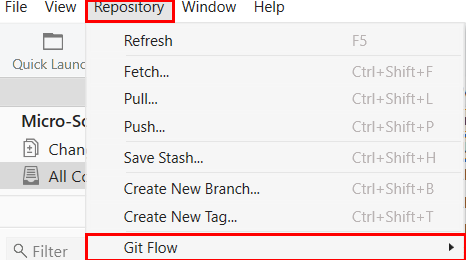 File View Repository Window Help
Refresh F5
Quick Launc
Fetch... Ctrl+Shift+F
Pull... Ctrl+Shift+L
Micro-So
Push... Ctrl+Shift+P
Chan
Save Stash... Ctrl+Shift+H
All Co
Create New Branch... Ctrl+Shift+B
Create New Tag... Ctrl+Shift+T
Filter
Git Flow